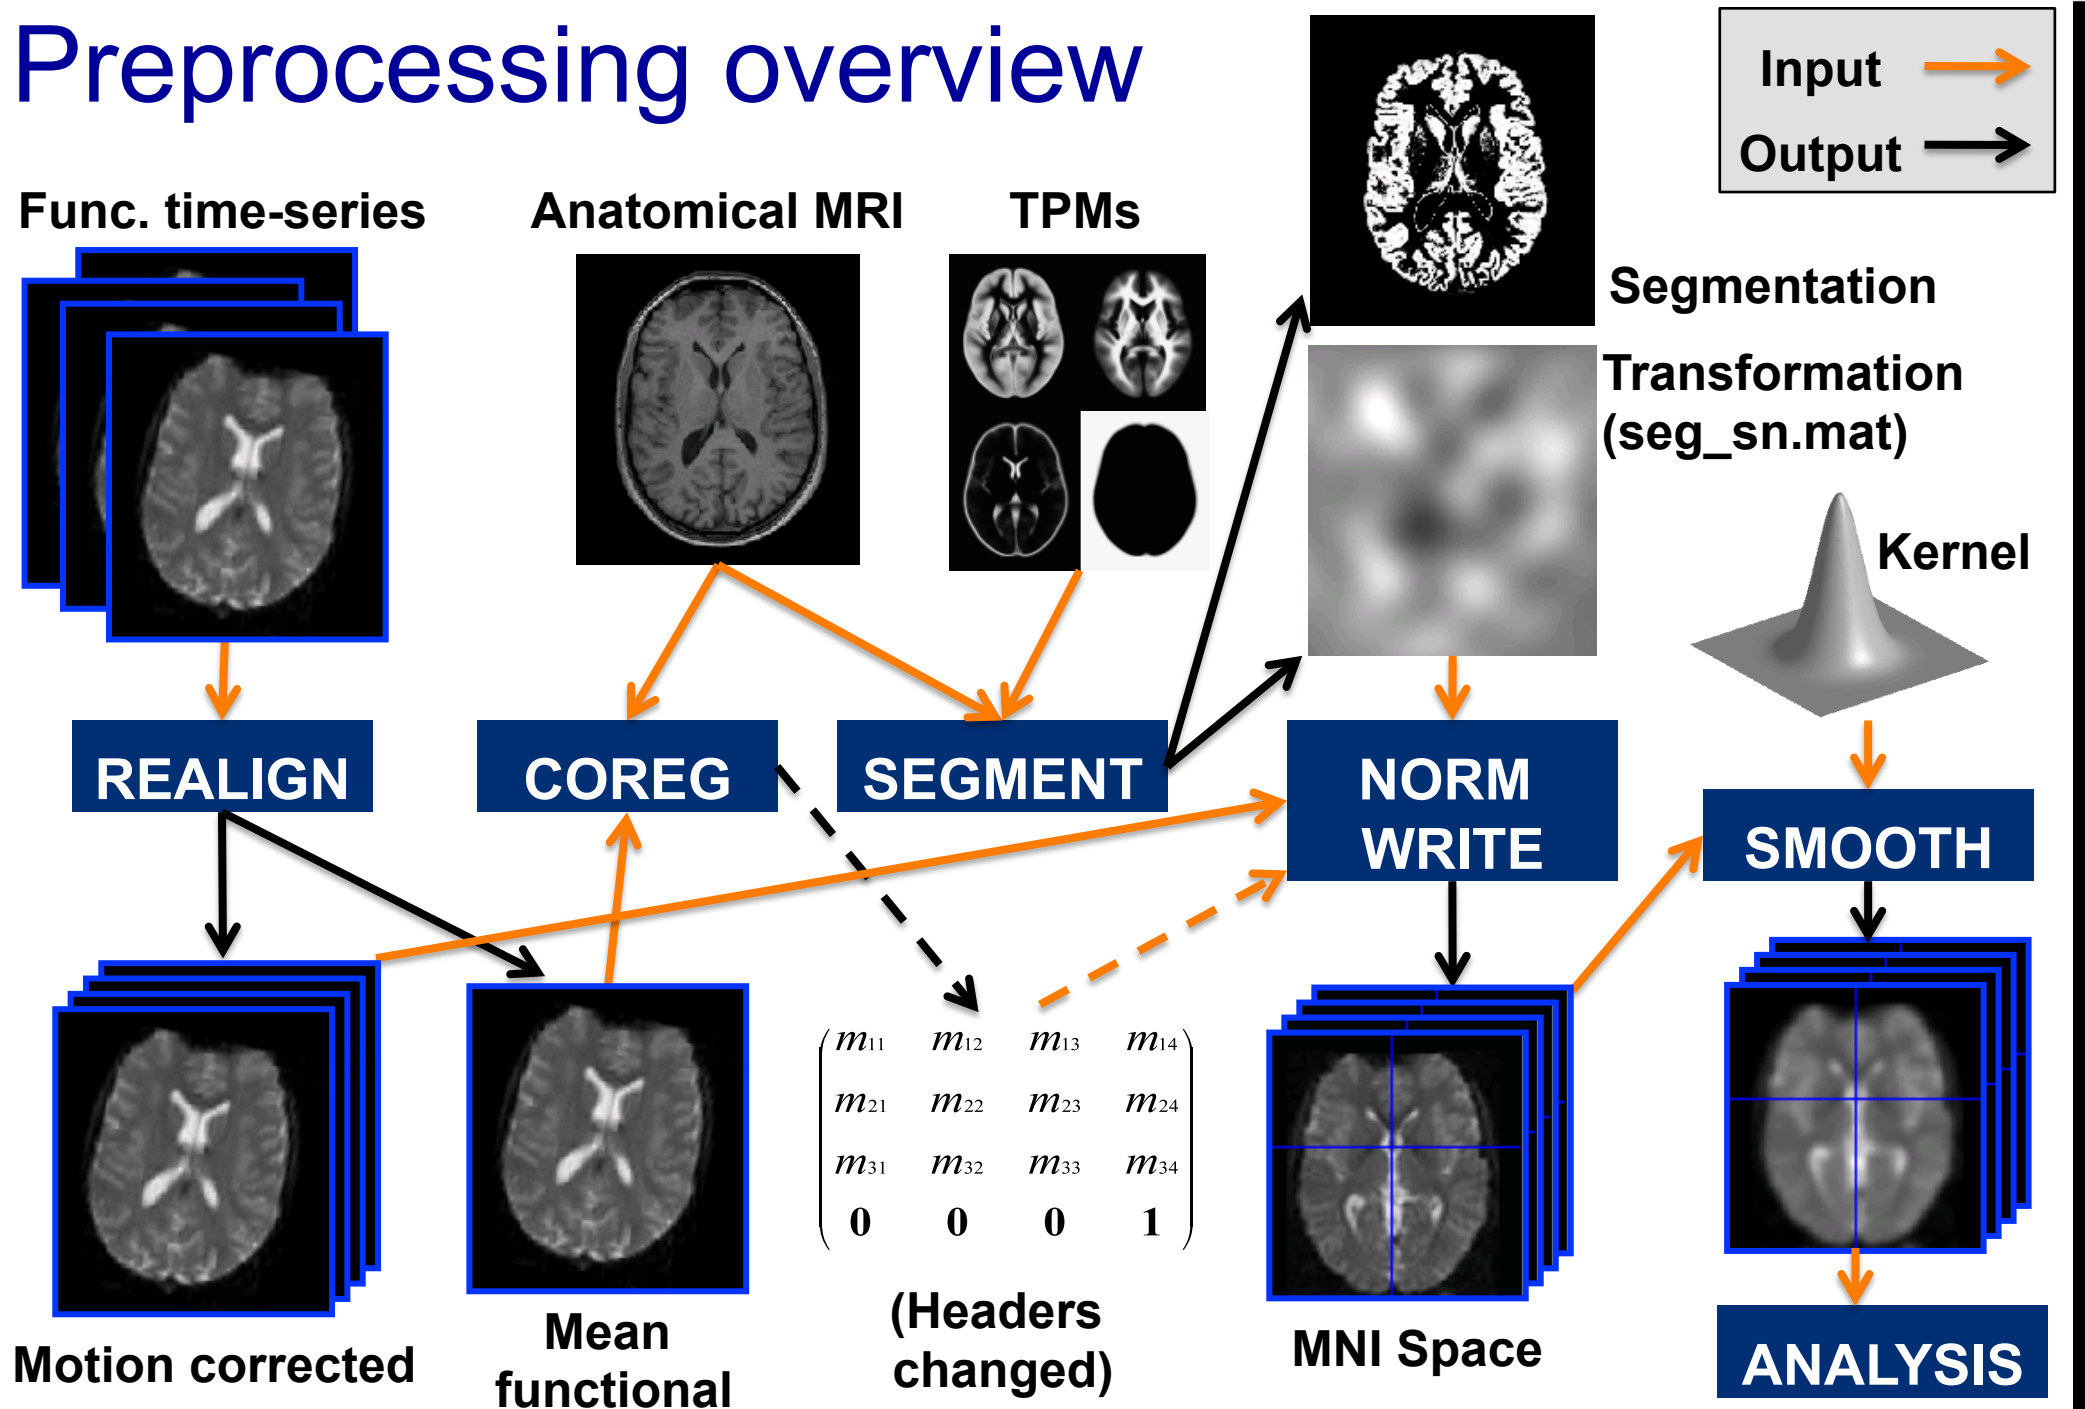 Preprocessing overview
Input
Output
Func. time-series
Anatomical MRI
TPMs
Segmentation
Transformation
(seg_sn.mat)
Kernel
REALIGN
COREG
SEGMENT
NORM
WRITE
SMOOTH
m11 m12 m13 m14
m21 m22 m23 m24
m31 m32 m33 m34
0 0 0 1
Motion corrected
Mean
functional
(Headers
changed)
MNI Space
ANALYSIS